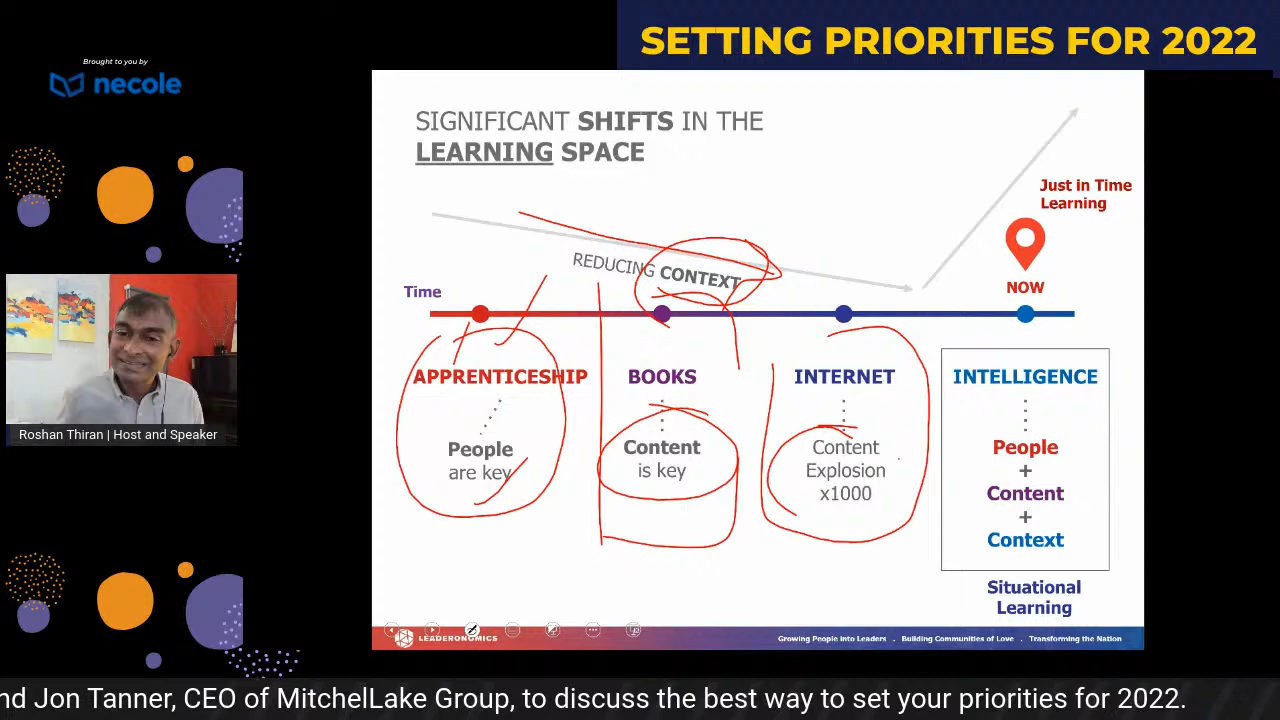 SETTING PRIORITIES FOR 2022
Brought to you by
necole
SIGNIFICANT SHIFTS IN THE
LEARNING SPACE
Just in Time
Learning
REDUCING CONTEXT
NOW
Time
APPRENTICESHIP
People
are key
BOOKS
Content
is key
INTERNET
Content
Explosion
x1000
INTELLIGENCE
People
+
Content
+
Context
Situational
Learning
Roshan Thiran | Host and Speaker
LEADERONOMICS
Growing People into Leaders . Building Communities of Love . Transforming the Nation
nd Jon Tanner, CEO of MitchelLake Group, to discuss the best way to set your priorities for 2022.